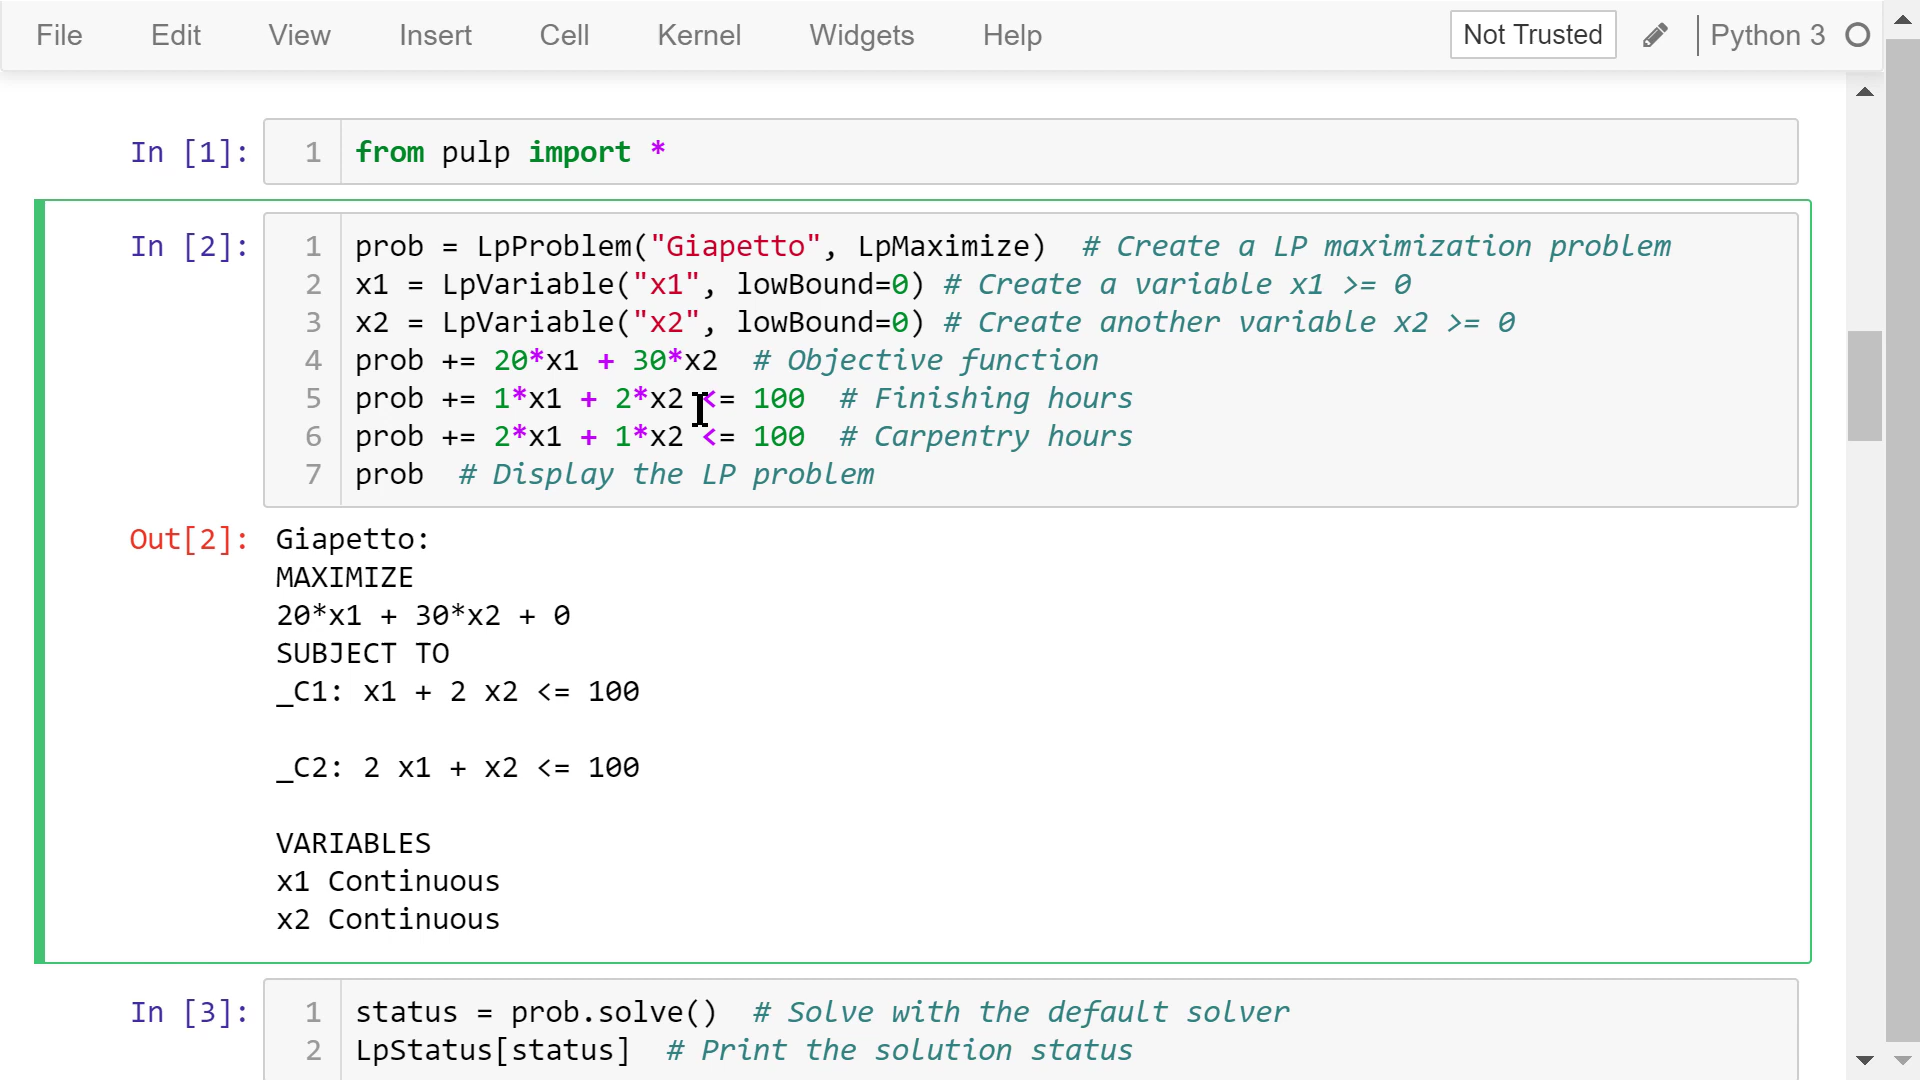 File Edit View Insert Cell Kernel Widgets Help Not Trusted Python 3
In [1]: 1 from pulp import *
In [2]: 1 prob = LpProblem("Giapetto", LpMaximize)  # Create a LP maximization problem
2 x1 = LpVariable("x1", lowBound=0) # Create a variable x1 >= 0
3 x2 = LpVariable("x2", lowBound=0) # Create another variable x2 >= 0
4 prob += 20*x1 + 30*x2  # Objective function
5 prob += 1*x1 + 2*x2 <= 100  # Finishing hours
6 prob += 2*x1 + 1*x2 <= 100  # Carpentry hours
7 prob  # Display the LP problem
Out[2]: Giapetto:
MAXIMIZE
20*x1 + 30*x2 + 0
SUBJECT TO
_C1: x1 + 2 x2 <= 100
_C2: 2 x1 + x2 <= 100
VARIABLES
x1 Continuous
x2 Continuous
In [3]: 1 status = prob.solve()  # Solve with the default solver
2 LpStatus[status]  # Print the solution status